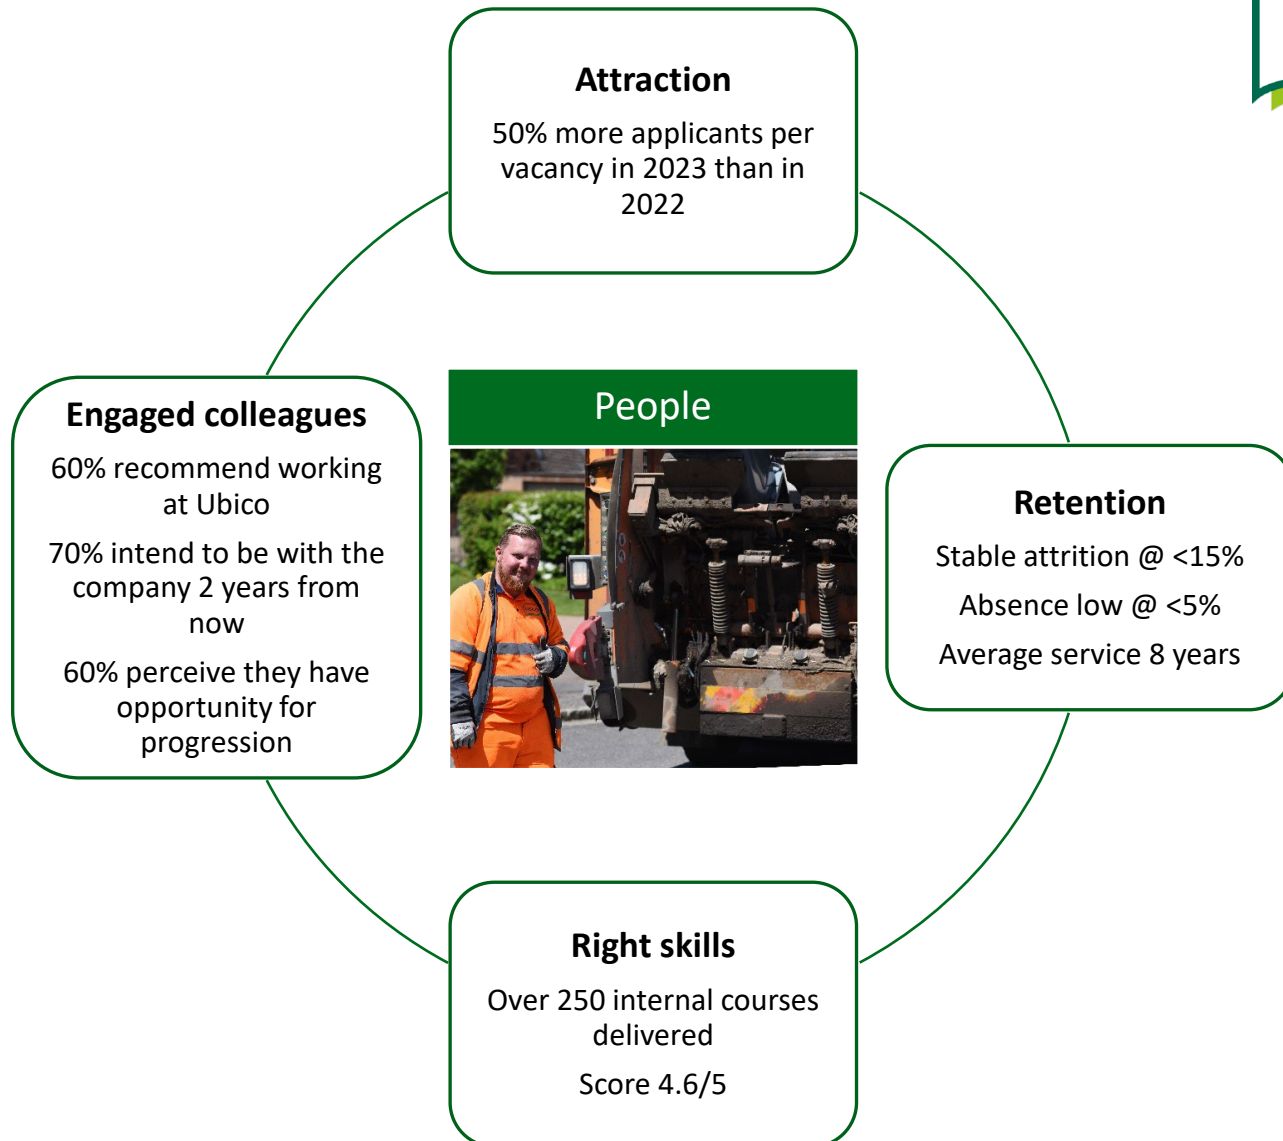 Attraction
50% more applicants per
vacancy in 2023 than in
2022
People
Engaged colleagues
60% recommend working
at Ubico
70% intend to be with the
company 2 years from
now
60% perceive they have
opportunity for
progression
Retention
Stable attrition @ <15%
Absence low @ <5%
Average service 8 years
Right skills
Over 250 internal courses
delivered
Score 4.6/5